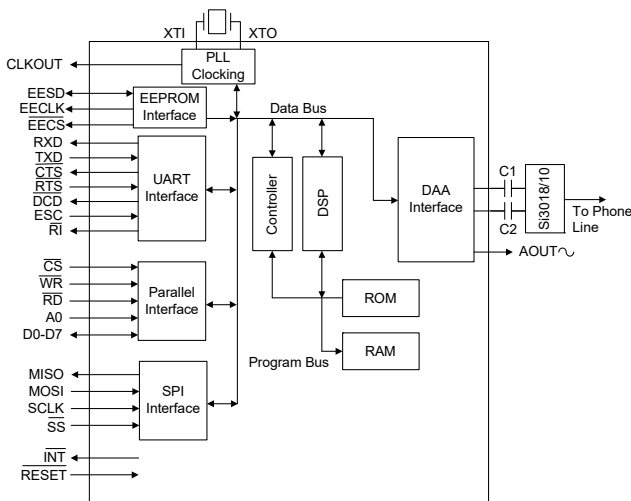 XTI
XTO
CLKOUT
PLL
Clocking
EESD
EECLK
EECS
EEPROM
Interface
Data Bus
RXD
TXD
CTS
RTS
DCD
ESC
RI
UART
Interface
Controller
DSP
DAA
Interface
C1
C2
Si3018/10
To Phone
Line
AOUT
CS
WR
RD
A0
D0-D7
Parallel
Interface
ROM
RAM
Program Bus
MISO
MOSI
SCLK
SS
SPI
Interface
INT
RESET